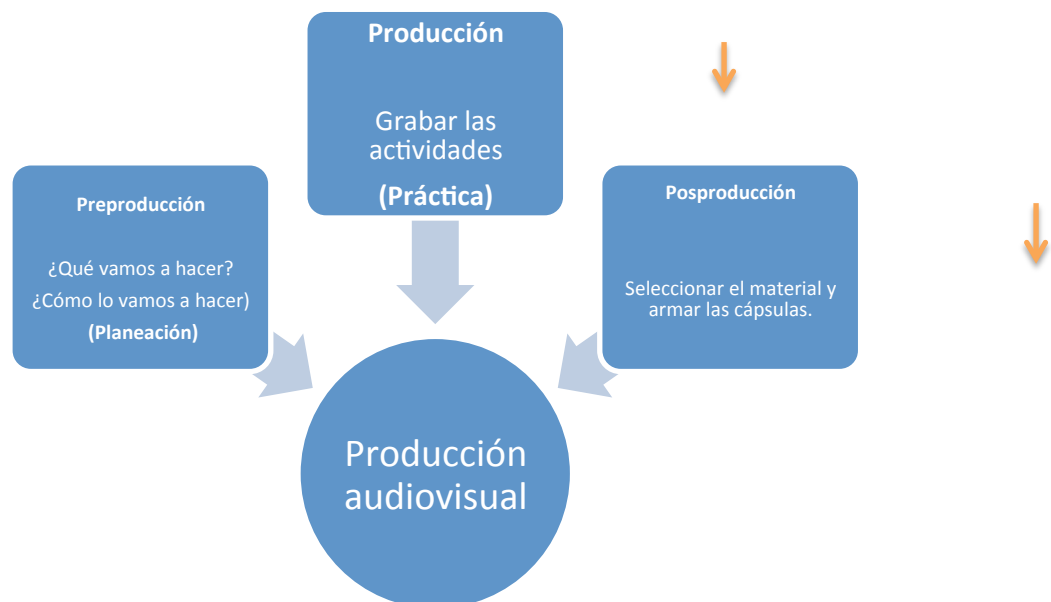 Producción
Grabar las
actividades
(Práctica)
Preproducción
¿Qué vamos a hacer?
¿Cómo lo vamos a hacer)
(Planeación)
Posproducción
Seleccionar el material y
armar las cápsulas.
Producción
audiovisual